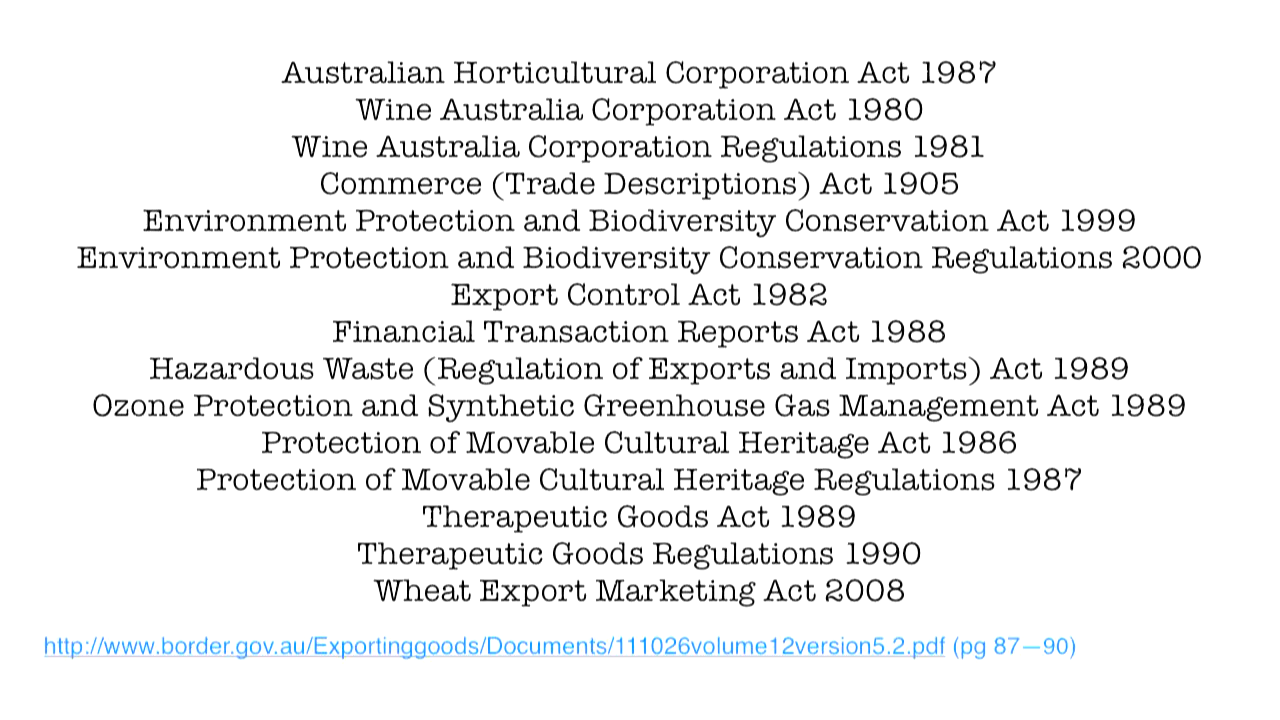 Australian Horticultural Corporation Act 1987
Wine Australia Corporation Act 1980
Wine Australia Corporation Regulations 1981
Commerce (Trade Descriptions) Act 1905
Environment Protection and Biodiversity Conservation Act 1999
Environment Protection and Biodiversity Conservation Regulations 2000
Export Control Act 1982
Financial Transaction Reports Act 1988
Hazardous Waste (Regulation of Exports and Imports) Act 1989
Ozone Protection and Synthetic Greenhouse Gas Management Act 1989
Protection of Movable Cultural Heritage Act 1986
Protection of Movable Cultural Heritage Regulations 1987
Therapeutic Goods Act 1989
Therapeutic Goods Regulations 1990
Wheat Export Marketing Act 2008
http://www.border.gov.au/Exportinggoods/Documents/111026volume12version5.2.pdf (pg 87—90)